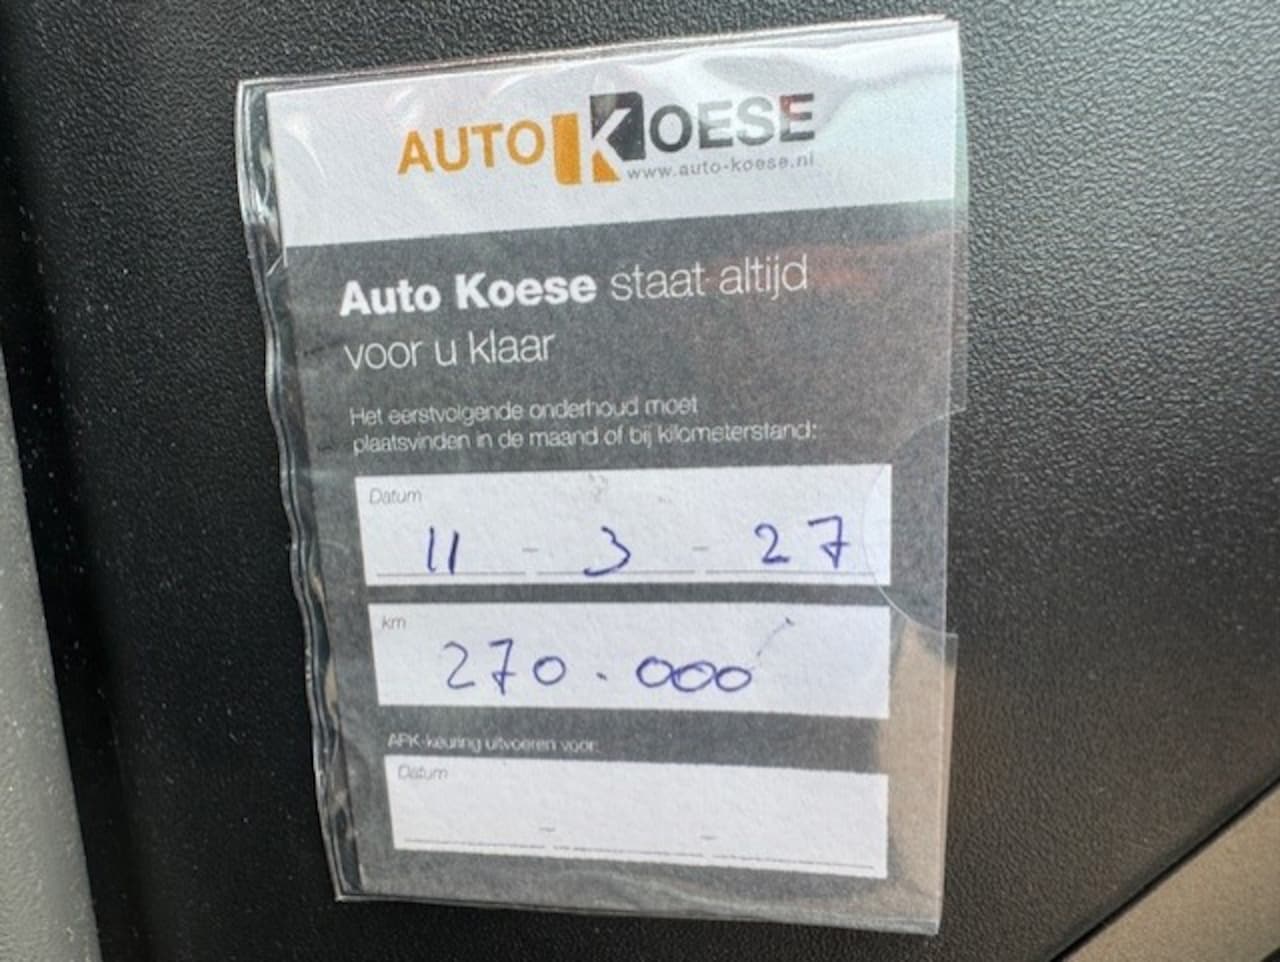 AUTO KOESE
www.auto-koese.nl
Auto Koese staat altijd
voor u klaar
Het eerstvolgende onderhoud moet
plaatsvinden in de maand of bij kilometerstand:
Datum
11 - 3 - 27
km
270.000
APK-keuring uitvoeren voor:
Datum
- -